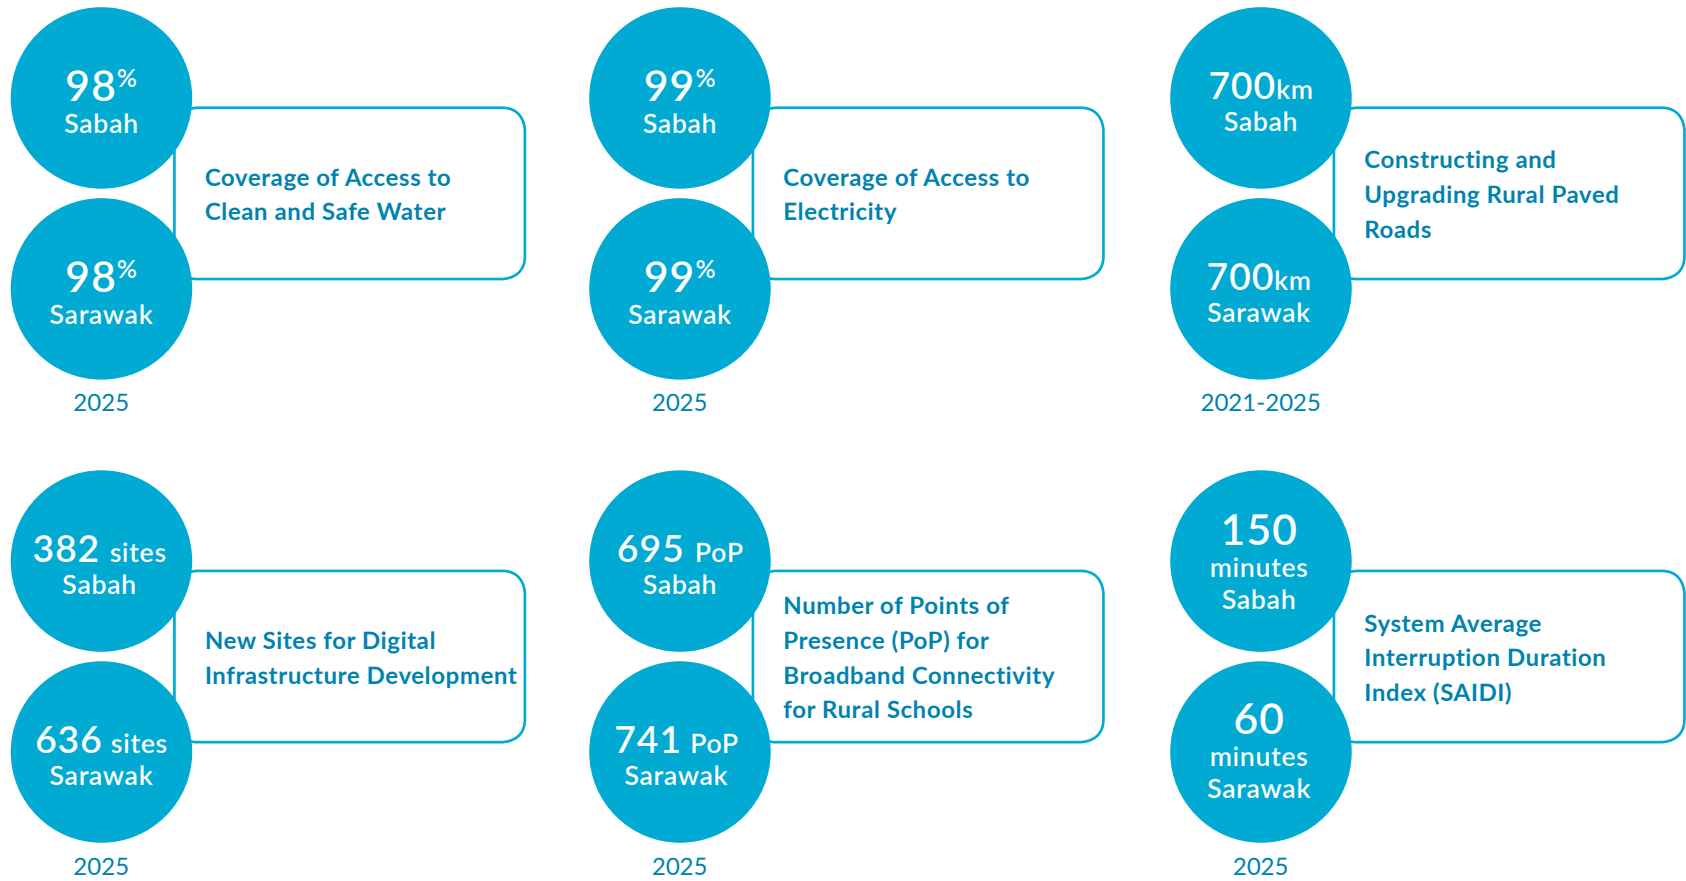 98%
Sabah
98%
Sarawak
2025
Coverage of Access to
Clean and Safe Water
99%
Sabah
99%
Sarawak
2025
Coverage of Access to
Electricity
700km
Sabah
700km
Sarawak
2021-2025
Constructing and
Upgrading Rural Paved
Roads
382 sites
Sabah
636 sites
Sarawak
2025
New Sites for Digital
Infrastructure Development
695 PoP
Sabah
741 PoP
Sarawak
2025
Number of Points of
Presence (PoP) for
Broadband Connectivity
for Rural Schools
150
minutes
Sabah
60
minutes
Sarawak
2025
System Average
Interruption Duration
Index (SAIDI)